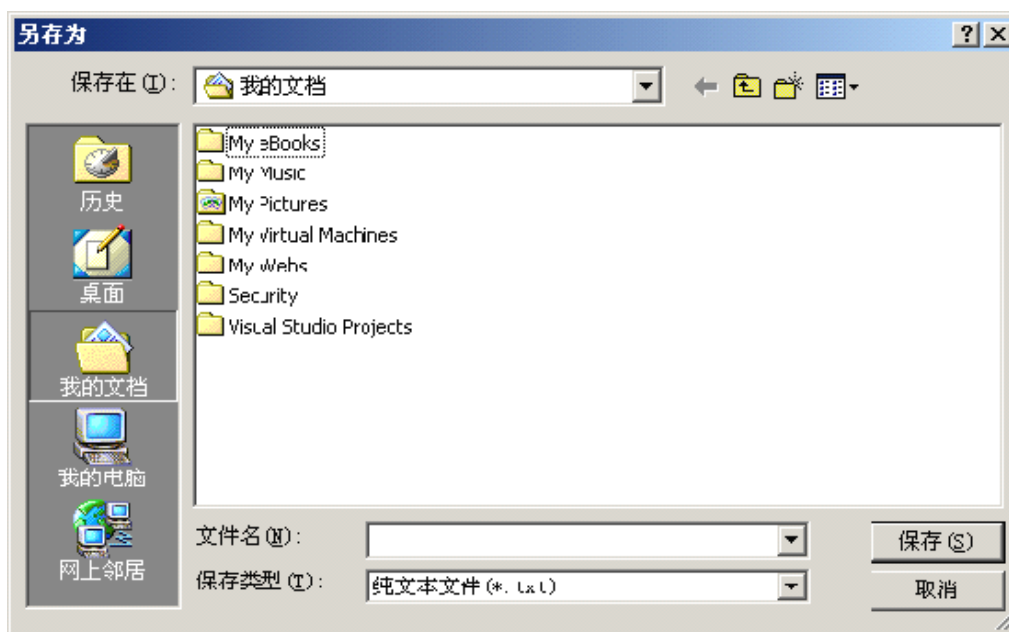 另存为
保存在(I):
我的文档
历史
桌面
我的文档
我的电脑
网上邻居
My eBooks
My Music
My Pictures
My Virtual Machines
My Webs
Security
Visual Studio Projects
文件名(N):
保存(S)
保存类型(T):
纯文本文件(*.txt)
取消